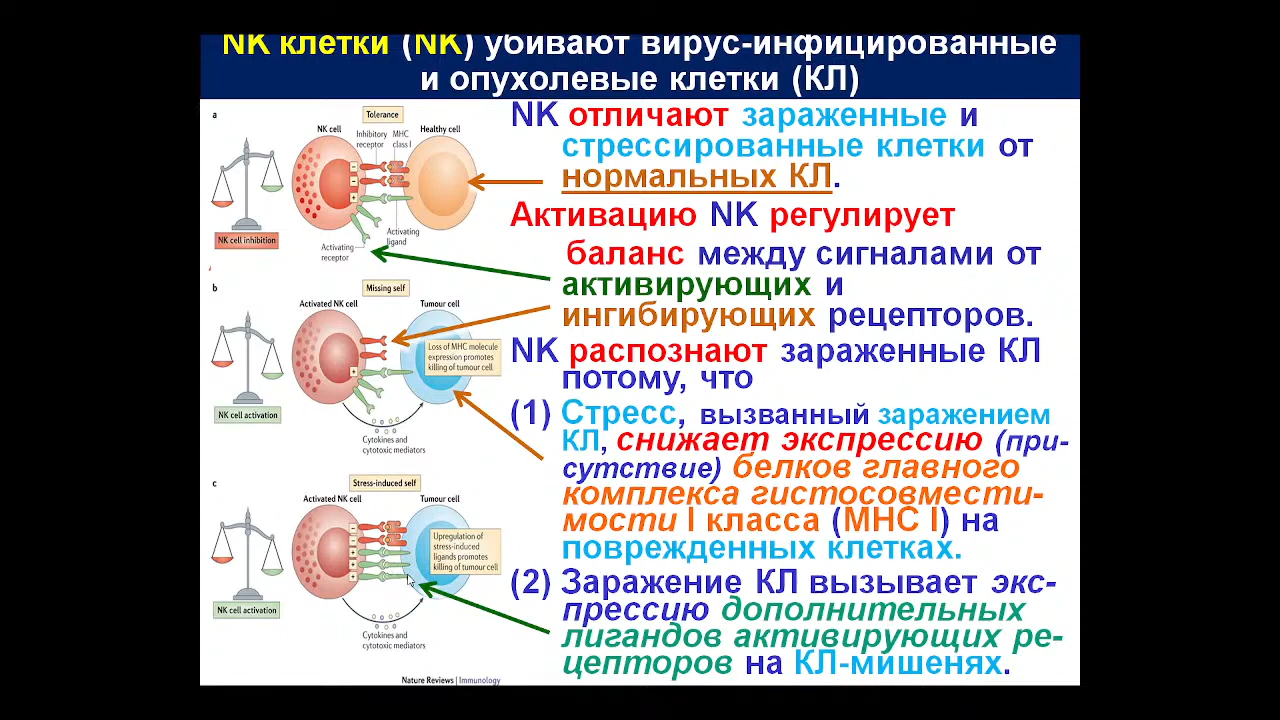 NK клетки (NK) убивают вирус-инфицированные
и опухолевые клетки (КЛ)
a
Tolerance
NK cell
Inhibitory
receptor
MHC
class I
Healthy cell
Activating
ligand
Activating
receptor
NK cell inhibition
b
Missing self
Activated NK cell
Tumour cell
Loss of MHC molecule
expression promotes
killing of tumour cell
NK cell activation
Cytokines and
cytotoxic mediators
c
Stress-induced self
Activated NK cell
Tumour cell
Upregulation of
stress-induced
ligands promotes
killing of tumour cell
NK cell activation
Cytokines and
cytotoxic mediators
Nature Reviews | Immunology
NK отличают зараженные и
стрессированные клетки от
нормальных КЛ.
Активацию NK регулирует
баланс между сигналами от
активирующих и
ингибирующих рецепторов.
NK распознают зараженные КЛ
потому, что
(1) Стресс, вызванный заражением
КЛ, снижает экспрессию (при-
сутствие) белков главного
комплекса гистосовмести-
мости I класса (MHC I) на
поврежденных клетках.
(2) Заражение КЛ вызывает экс-
прессию дополнительных
лигандов активирующих ре-
цепторов на КЛ-мишенях.